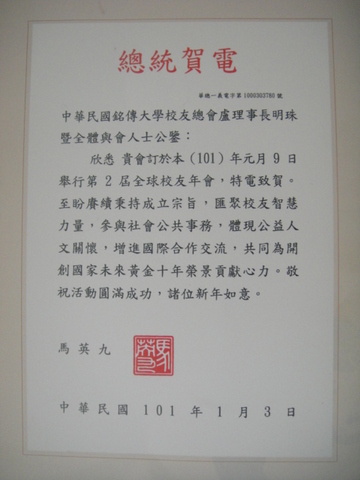 總統賀電
華總一義電字第1000303780號
中華民國銘傳大學校友總會盧理事長明珠
暨全體與會人士公鑒：
欣悉 貴會訂於本（101）年元月9日
舉行第2屆全球校友年會，特電致賀。
至盼賡續秉持成立宗旨，匯聚校友智慧
力量，參與社會公共事務，體現公益人
文關懷，增進國際合作交流，共同為開
創國家未來黃金十年榮景貢獻心力。敬
祝活動圓滿成功，諸位新年如意。
馬英九
中華民國101年1月3日